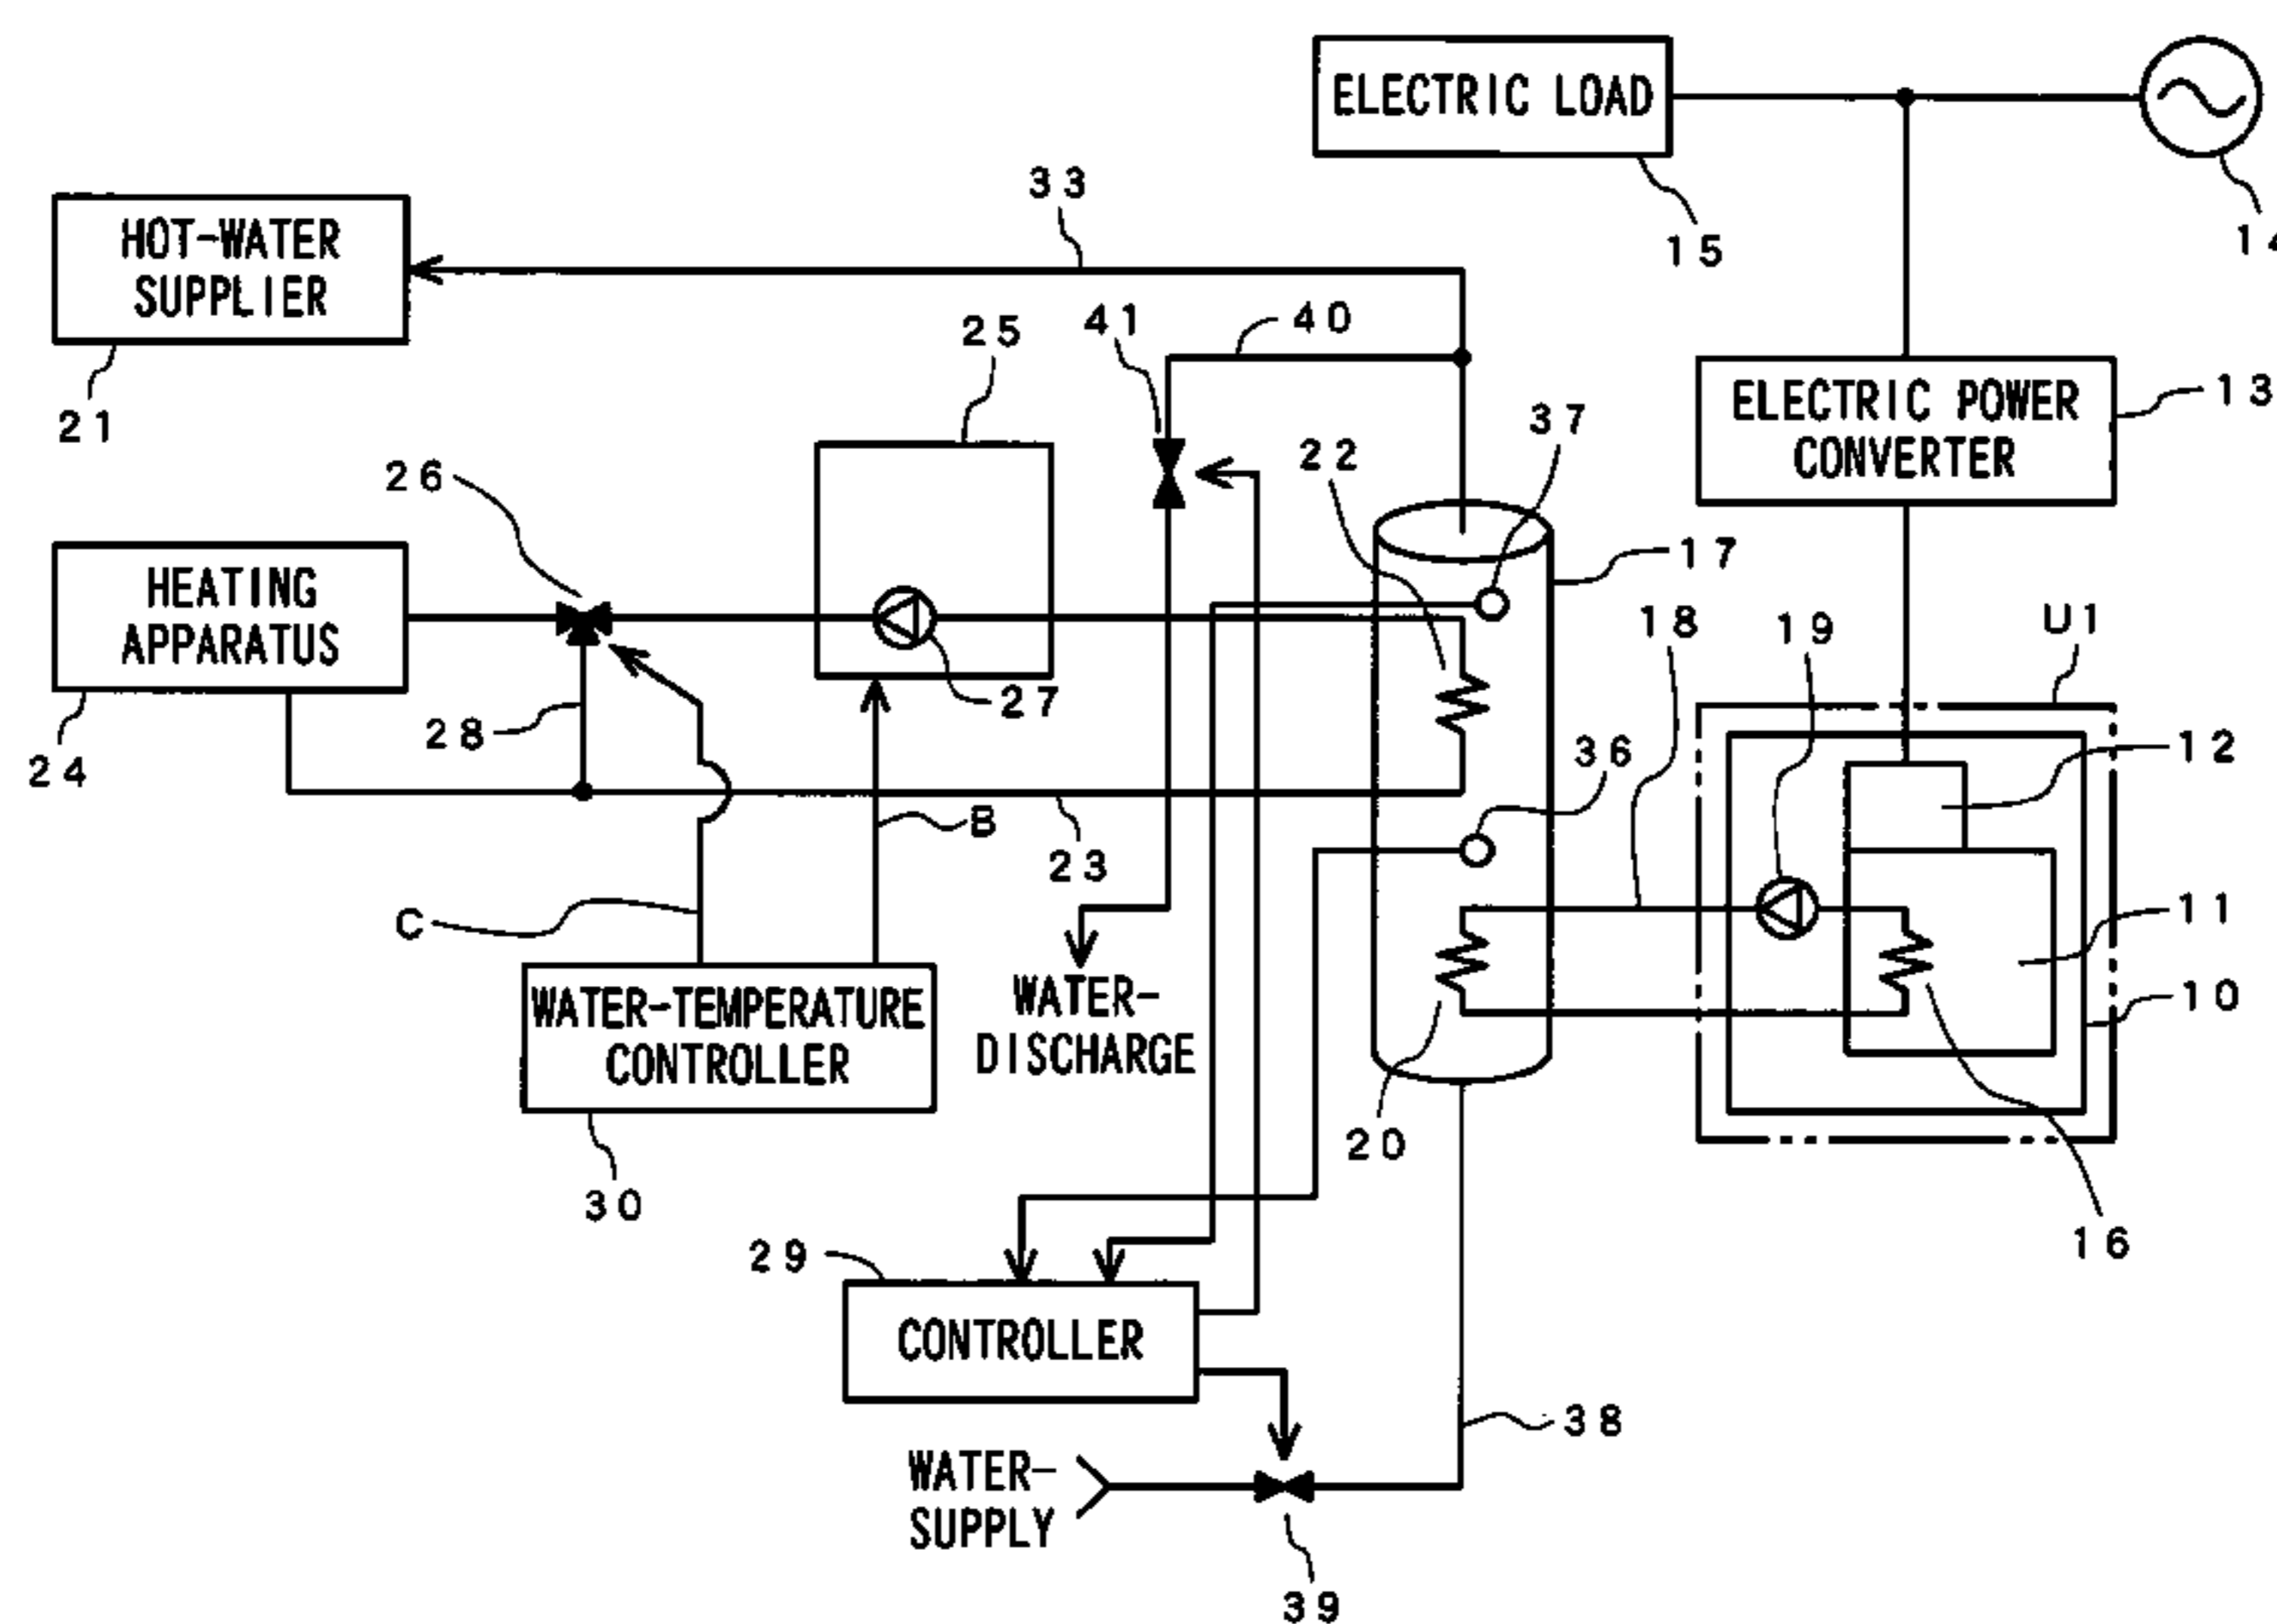 ELECTRIC LOAD
33
15
14
HOT-WATER
SUPPLIER
25
41
40
21
37
ELECTRIC POWER
CONVERTER
13
26
22
HEATING
APPARATUS
17
18
19
U1
27
28
24
36
12
B
23
C
11
WATER-TEMPERATURE
CONTROLLER
WATER-
DISCHARGE
10
20
30
16
29
CONTROLLER
38
WATER-
SUPPLY
39